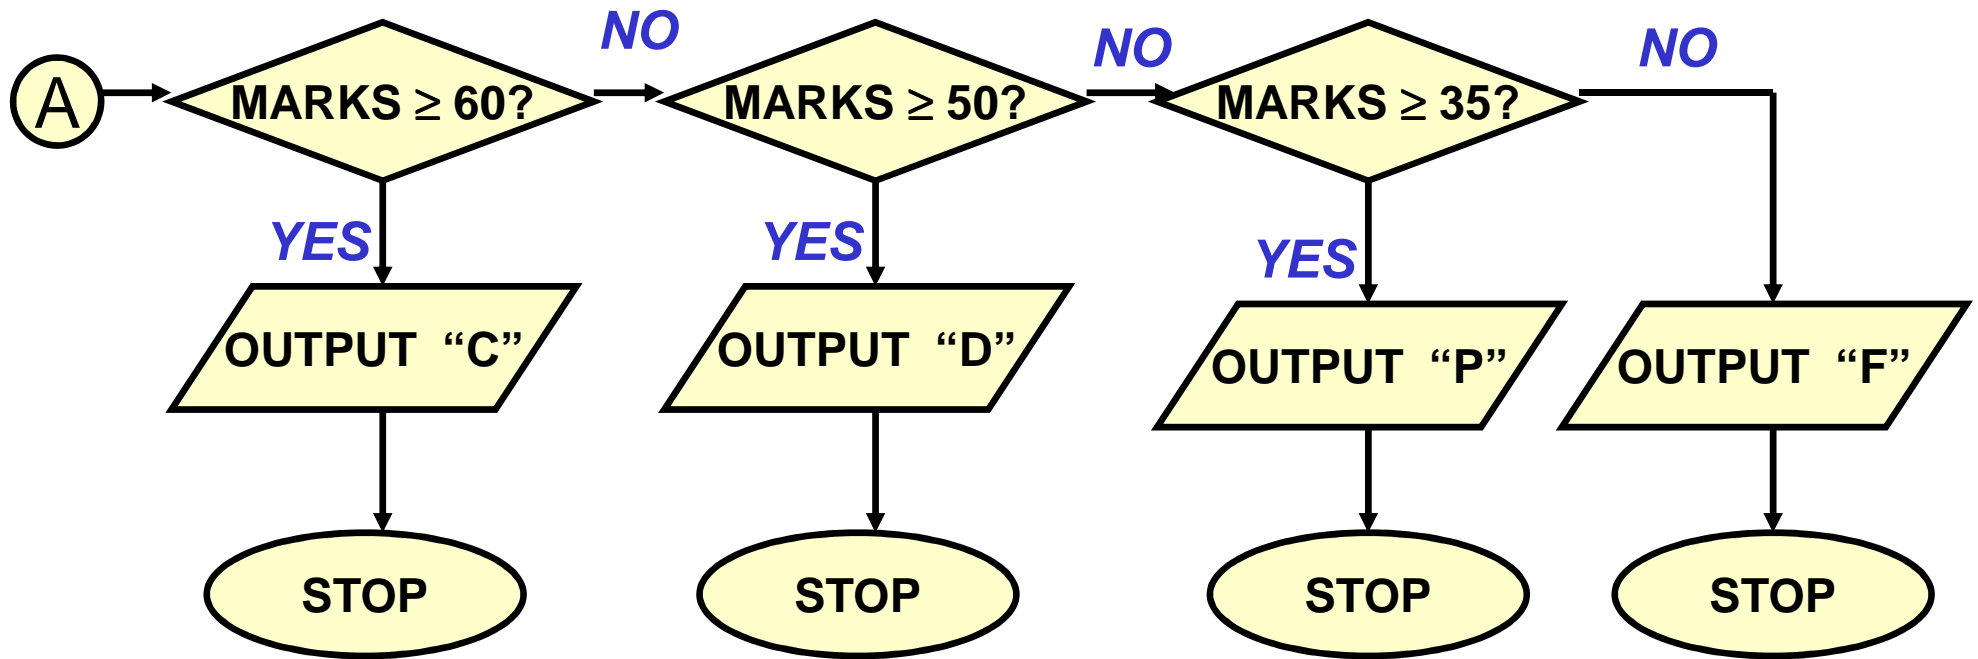 A
MARKS ≥ 60?
NO
MARKS ≥ 50?
NO
MARKS ≥ 35?
NO
YES
YES
YES
OUTPUT “C”
OUTPUT “D”
OUTPUT “P”
OUTPUT “F”
STOP
STOP
STOP
STOP